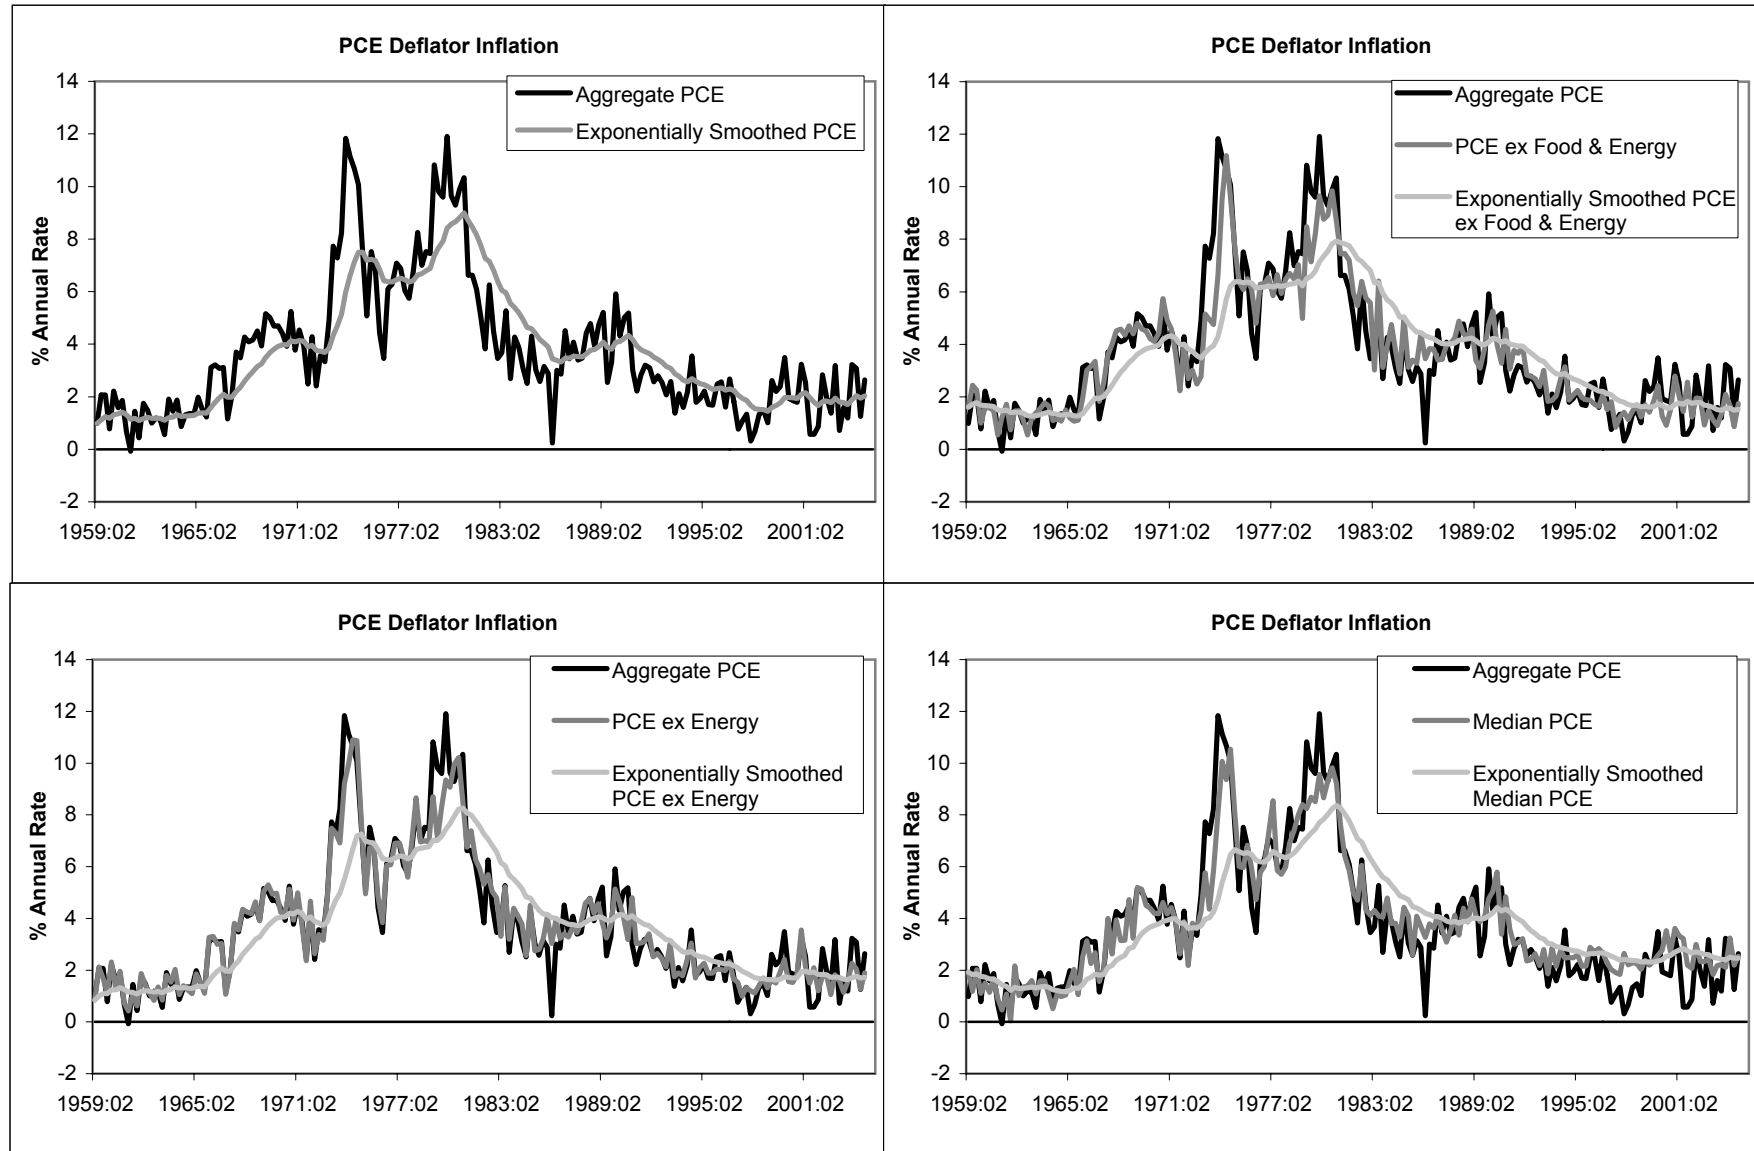 PCE Deflator Inflation
14
12
10
8
6
4
2
0
-2
% Annual Rate
Aggregate PCE
Exponentially Smoothed PCE
1959:02 1965:02 1971:02 1977:02 1983:02 1989:02 1995:02 2001:02
PCE Deflator Inflation
14
12
10
8
6
4
2
0
-2
% Annual Rate
Aggregate PCE
PCE ex Food & Energy
Exponentially Smoothed PCE
ex Food & Energy
1959:02 1965:02 1971:02 1977:02 1983:02 1989:02 1995:02 2001:02
PCE Deflator Inflation
14
12
10
8
6
4
2
0
-2
% Annual Rate
Aggregate PCE
PCE ex Energy
Exponentially Smoothed
PCE ex Energy
1959:02 1965:02 1971:02 1977:02 1983:02 1989:02 1995:02 2001:02
PCE Deflator Inflation
14
12
10
8
6
4
2
0
-2
% Annual Rate
Aggregate PCE
Median PCE
Exponentially Smoothed
Median PCE
1959:02 1965:02 1971:02 1977:02 1983:02 1989:02 1995:02 2001:02